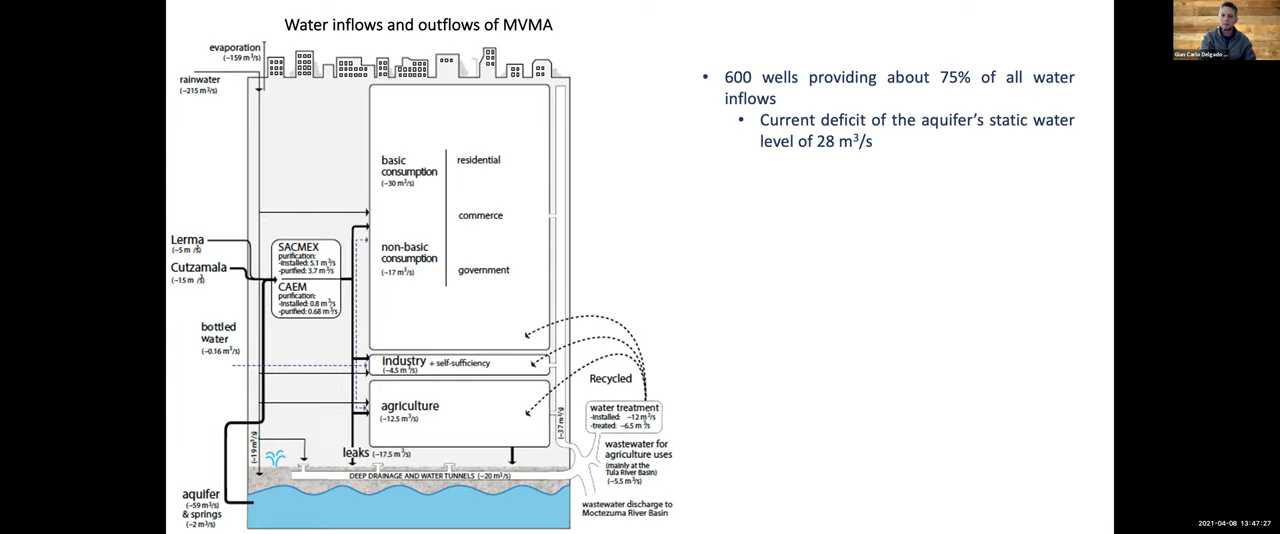 Water inflows and outflows of MVMA
evaporation
(~159 m³/s)
rainwater
(~215 m³/s)
Lerma
(~5 m³/s)
Cutzamala
(~15 m³/s)
SACMEX
purification:
-installed: 5.1 m³/s
-purified: 3.7 m³/s
CAEM
purification:
-installed: 0.8 m³/s
-purified: 0.68 m³/s
bottled
water
(~0.16 m³/s)
basic
consumption
(~30 m³/s)
non-basic
consumption
(~17 m³/s)
residential
commerce
government
industry + self-sufficiency
(~4.5 m³/s)
agriculture
(~12.5 m³/s)
leaks (~17.5 m³/s)
(~19 m³/s)
(~37 m³/s)
DEEP DRAINAGE AND WATER TUNNELS (~20 m³/s)
aquifer
(~59 m³/s)
& springs
(~2 m³/s)
Recycled
water treatment
-installed: ~12 m³/s
-treated: ~6.5 m³/s
wastewater for
agriculture uses
(mainly at the
Tula River Basin)
(~5.5 m³/s)
wastewater discharge to
Moctezuma River Basin
• 600 wells providing about 75% of all water
inflows
• Current deficit of the aquifer's static water
level of 28 m³/s
Gian Carlo Delgado ...
2021-04-08 13:47:27